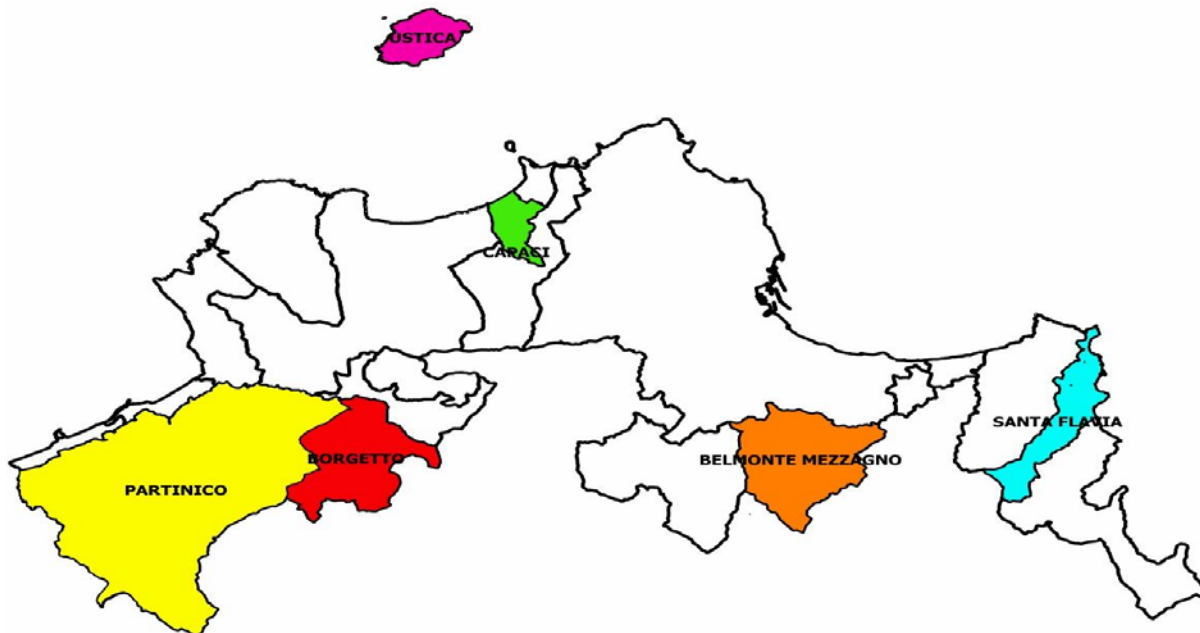 USTICA
CAPACI
SANTA FLAVIA
BORGETTO
BELMONTE MEZZAGNO
PARTINICO